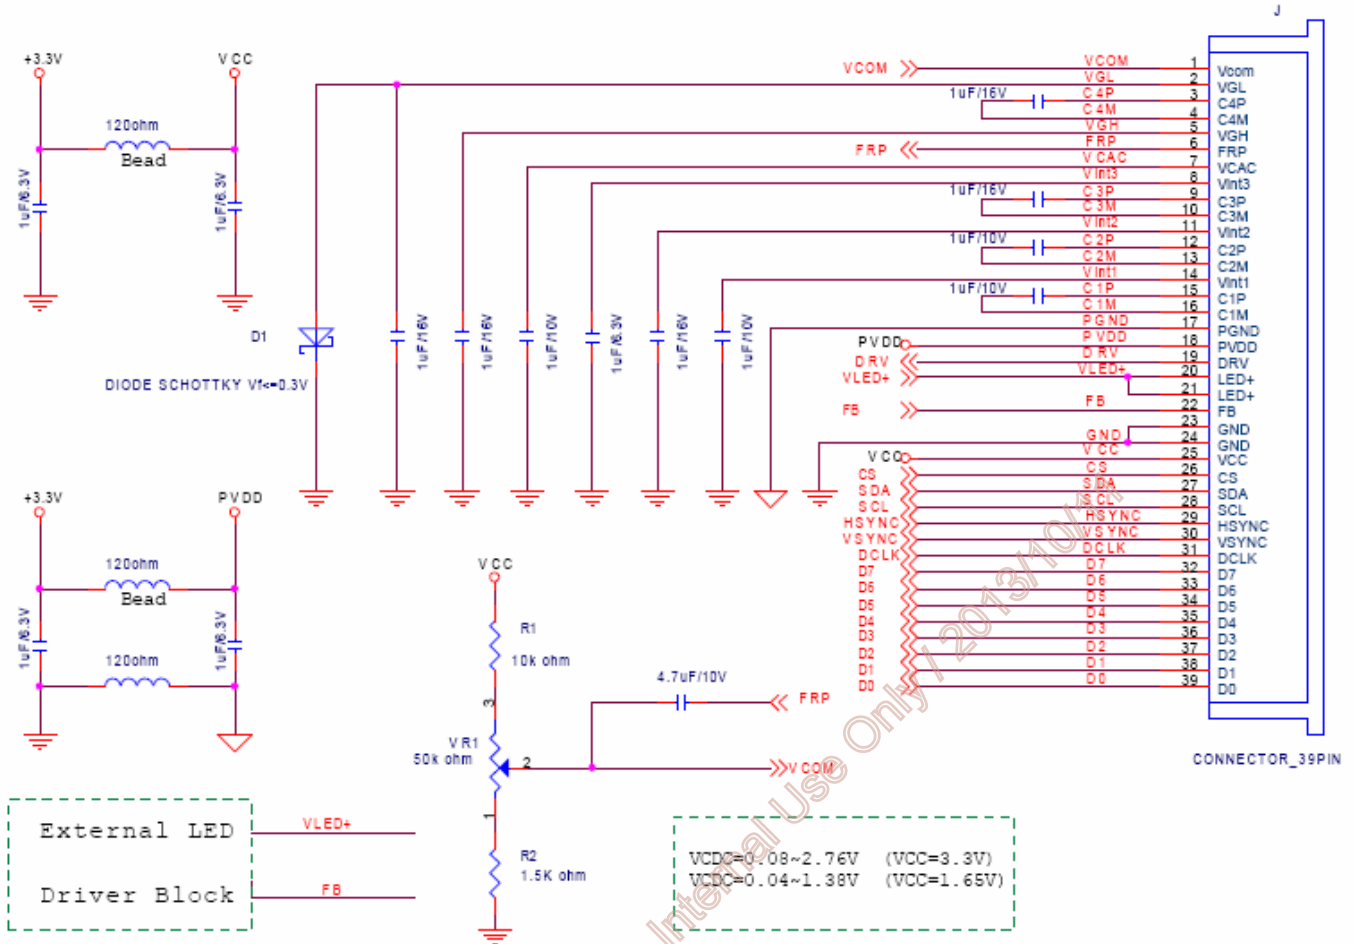 J
+3.3V
VCC
120ohm
Bead
1uF/6.3V
1uF/6.3V
D1
DIODE SCHOTTKY Vf<=0.3V
1uF/16V
1uF/16V
1uF/10V
1uF/6.3V
1uF/16V
1uF/10V
VCOM
VCOM 1 Vcom
VGL 2 VGL
1uF/16V
C4P 3 C4P
C4M 4 C4M
VGH 5 VGH
FRP
FRP 6 FRP
VCAC 7 VCAC
Vint3 8 Vint3
1uF/16V
C3P 9 C3P
C3M 10 C3M
Vint2 11 Vint2
1uF/10V
C2P 12 C2P
C2M 13 C2M
Vint1 14 Vint1
1uF/10V
C1P 15 C1P
C1M 16 C1M
PGND 17 PGND
PVDD
PVDD 18 PVDD
DRV
DRV 19 DRV
VLED+
VLED+ 20 LED+
21 LED+
FB
FB 22 FB
23 GND
GND 24 GND
VCC
VCC 25 VCC
CS
CS 26 CS
SDA
SDA 27 SDA
SCL
SCL 28 SCL
HSYNC
HSYNC 29 HSYNC
VSYNC
VSYNC 30 VSYNC
DCLK
DCLK 31 DCLK
D7
D7 32 D7
D6
D6 33 D6
D5
D5 34 D5
D4
D4 35 D4
D3
D3 36 D3
D2
D2 37 D2
D1
D1 38 D1
D0
D0 39 D0
CONNECTOR_39PIN
+3.3V
PVDD
120ohm
Bead
1uF/6.3V
1uF/6.3V
120ohm
VCC
R1
10k ohm
3
VR1
50k ohm
2
1
R2
1.5K ohm
4.7uF/10V
FRP
VCOM
External LED
VLED+
Driver Block
FB
VCDC=0.08~2.76V (VCC=3.3V)
VCDC=0.04~1.38V (VCC=1.65V)
Internal Use Only / 2013/10/14